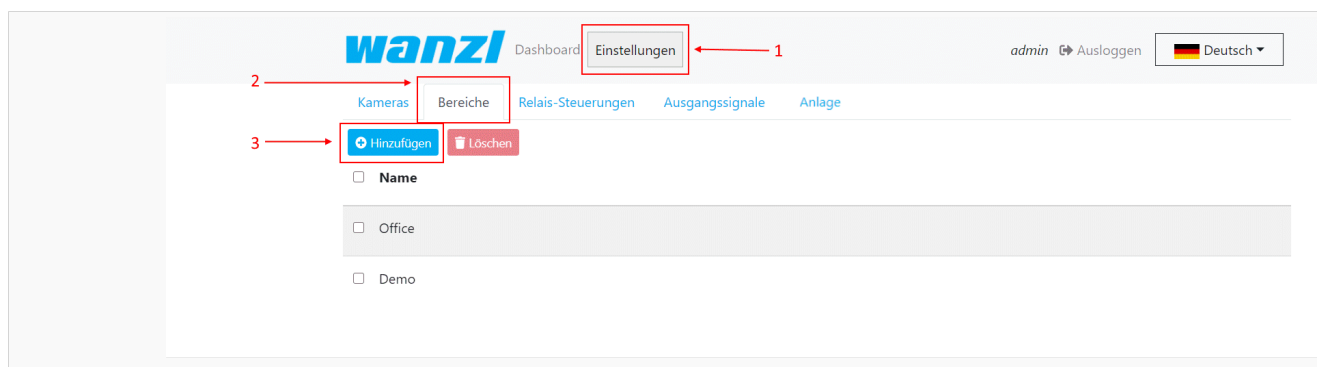 wanzl Dashboard Einstellungen 1 admin Ausloggen Deutsch
2
Kameras Bereiche Relais-Steuerungen Ausgangssignale Anlage
3 Hinzufügen Löschen
Name
Office
Demo